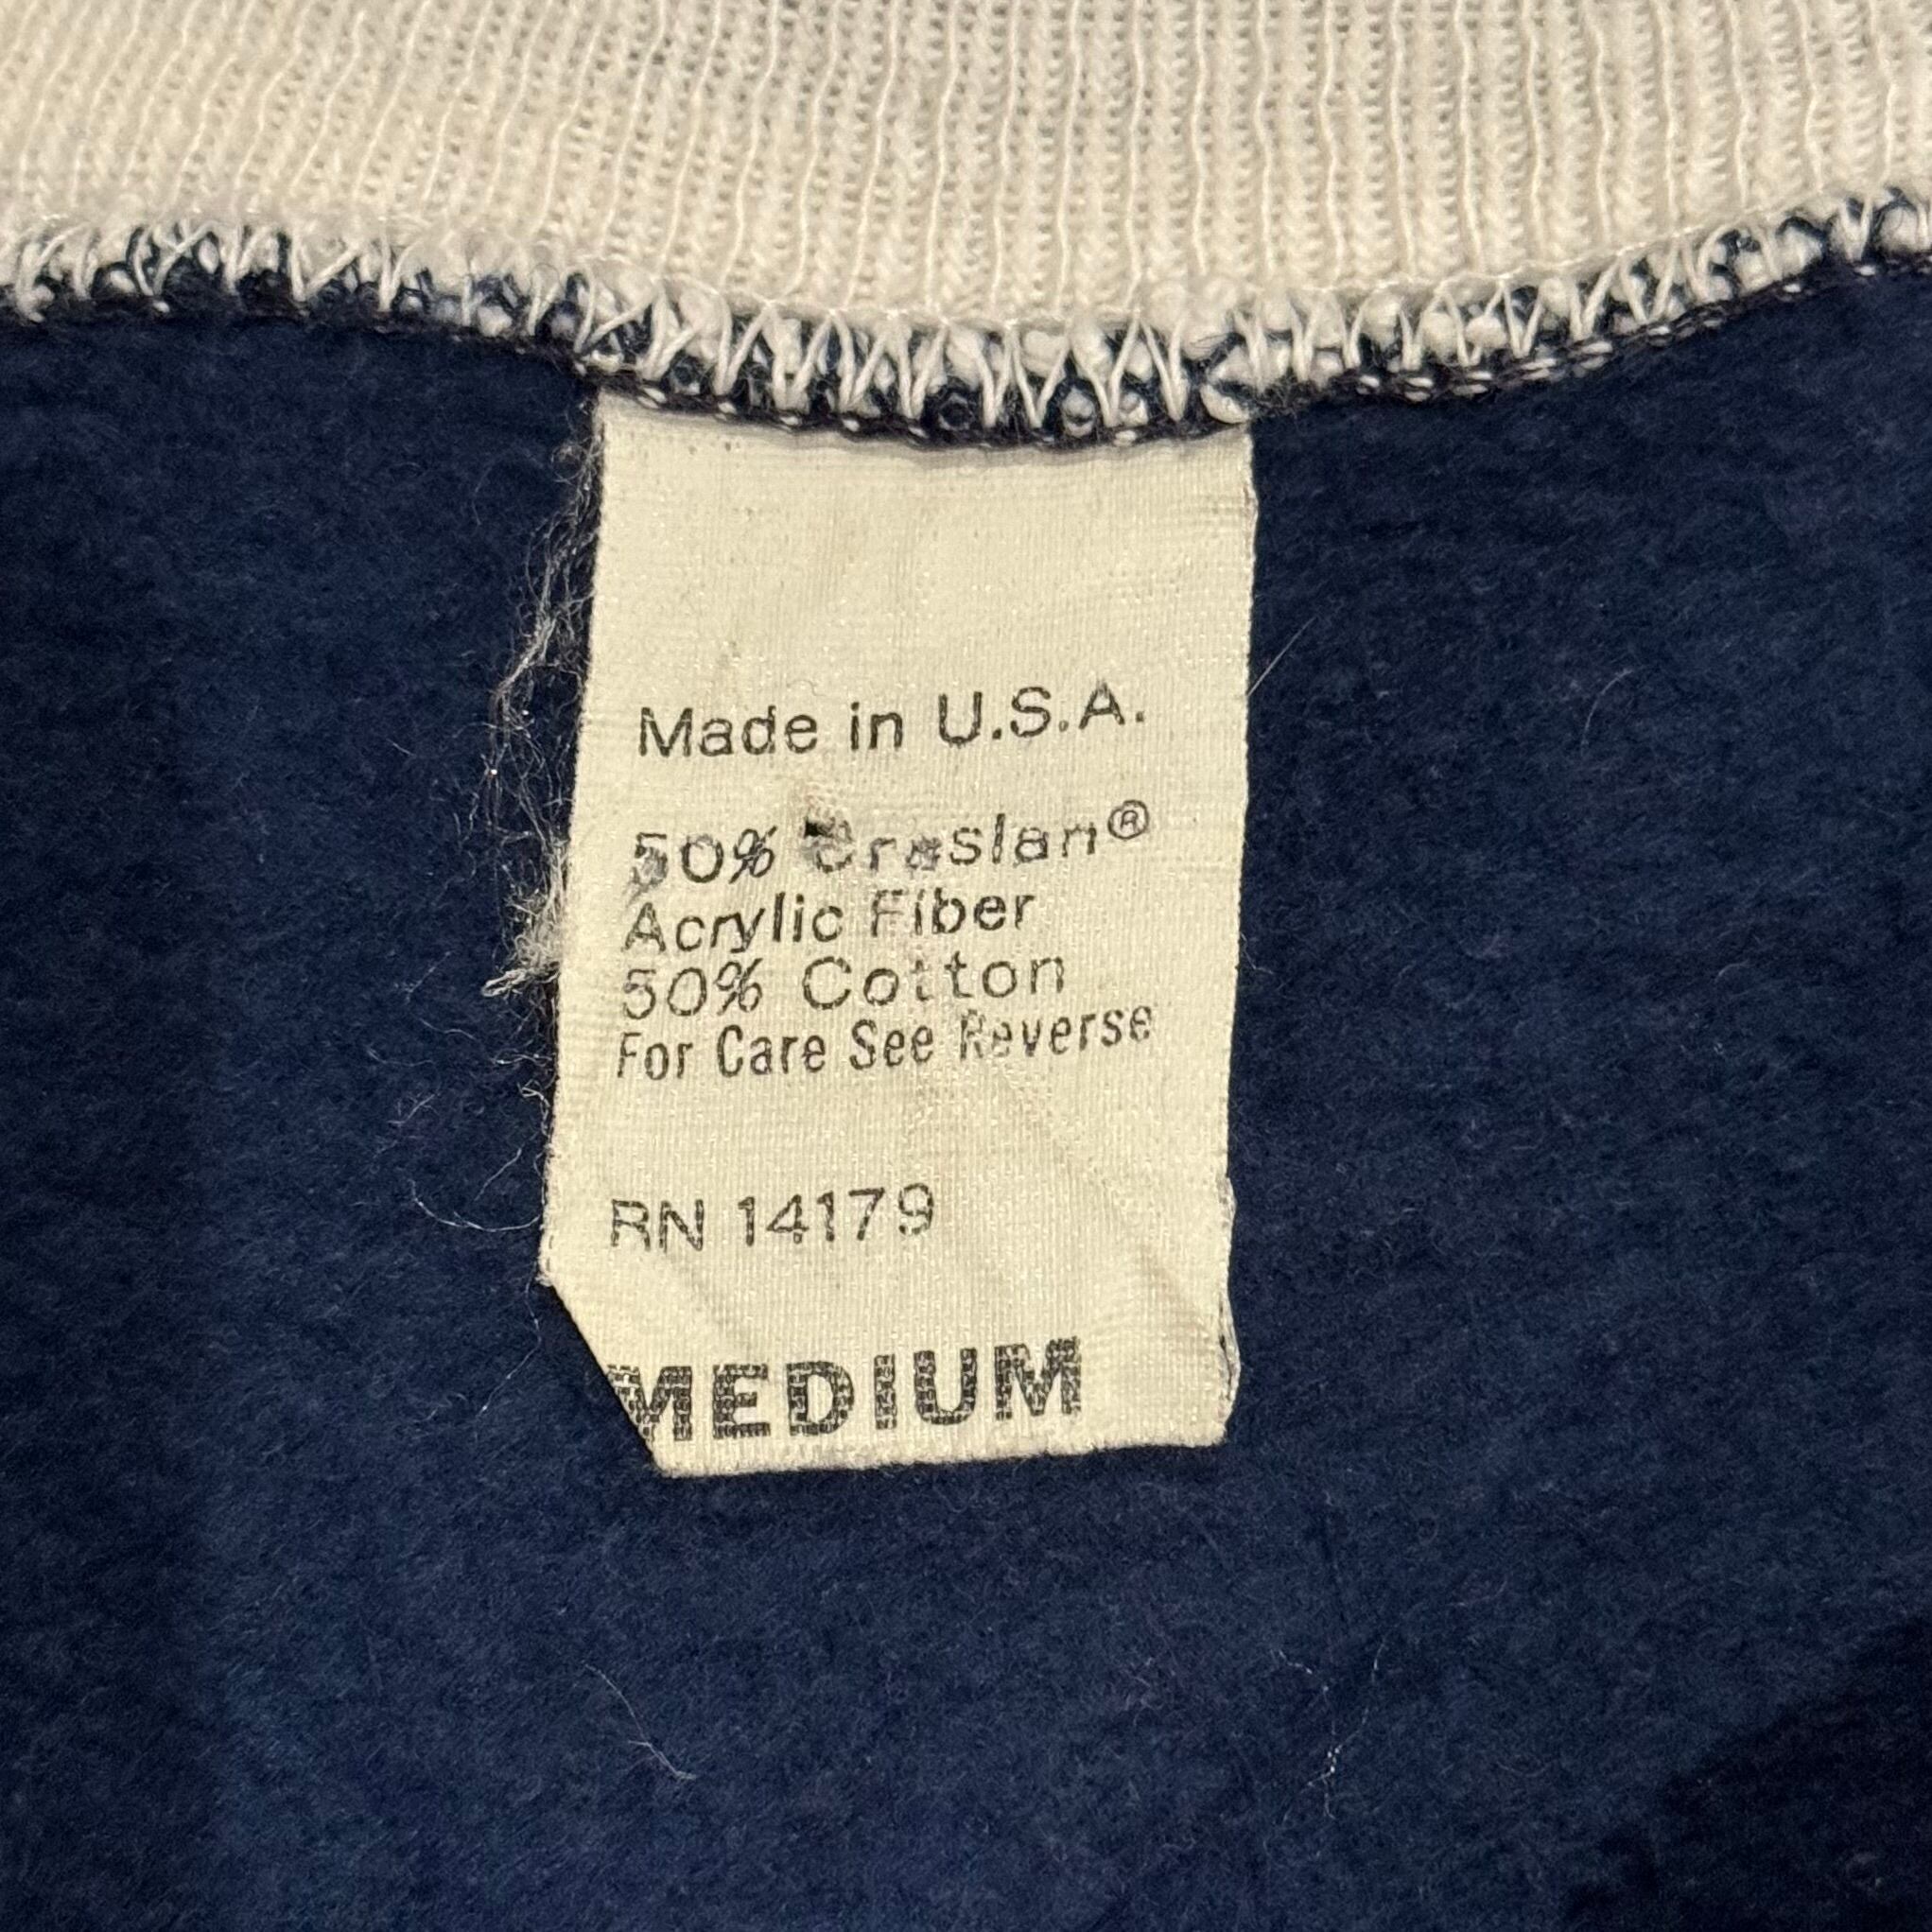 Made in U.S.A.
50% Creslan®
Acrylic Fiber
50% Cotton
For Care See Reverse
RN 14179
MEDIUM